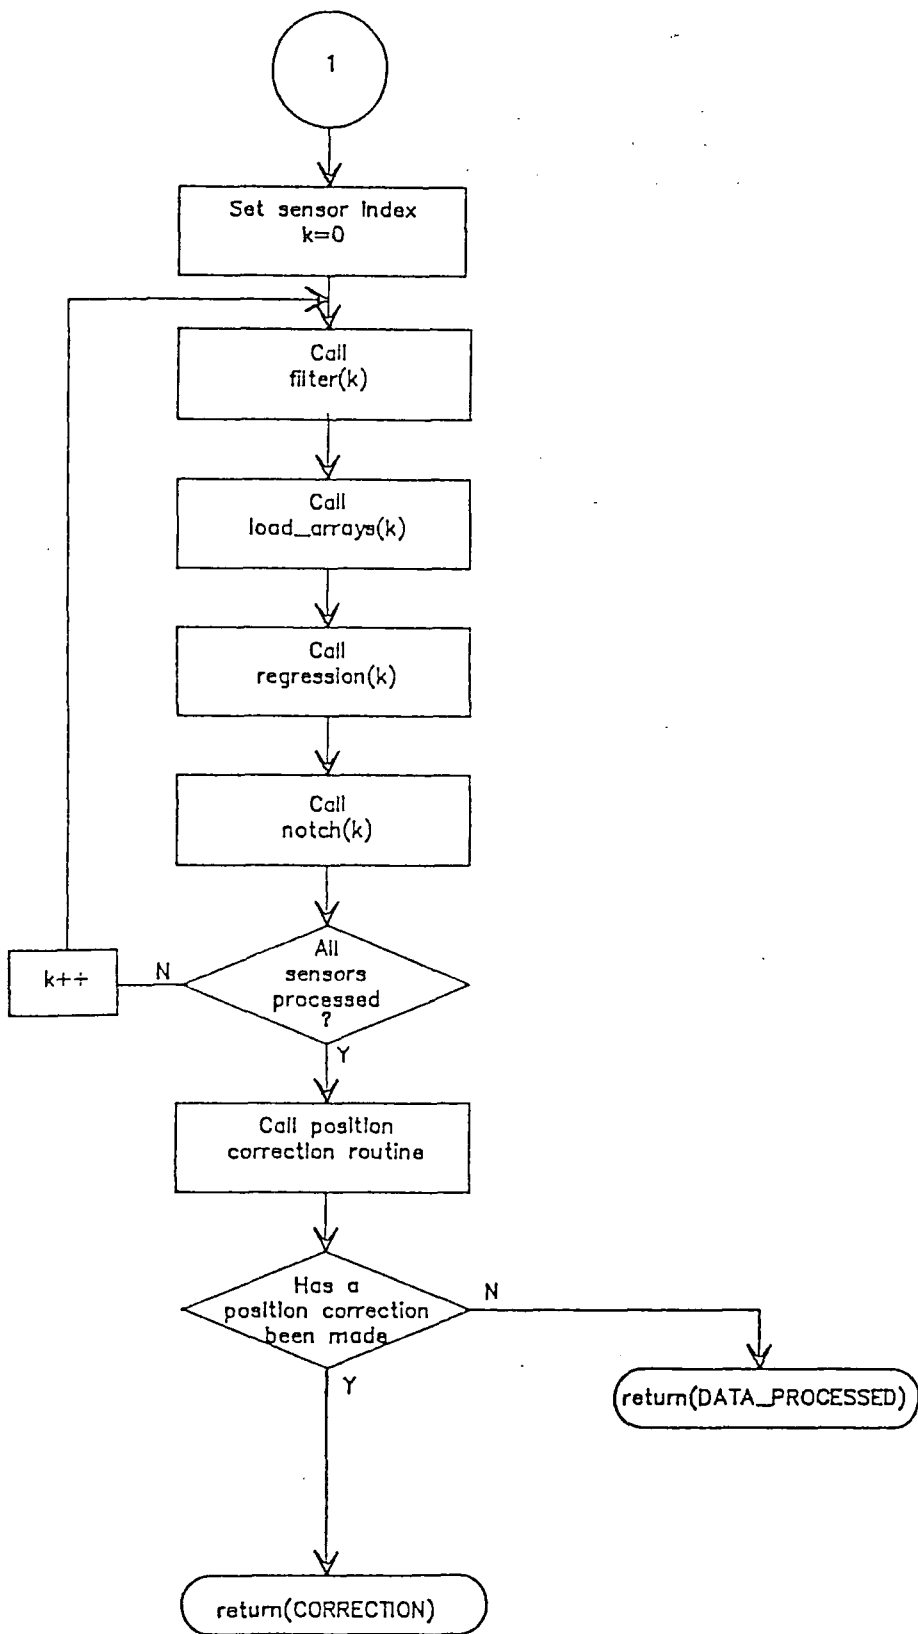 1
Set sensor index
k=0
Call
filter(k)
Call
load_arrays(k)
Call
regression(k)
Call
notch(k)
All
sensors
processed
?
N
k++
Y
Call position
correction routine
Has a
position correction
been made
N
Y
return(DATA_PROCESSED)
return(CORRECTION)